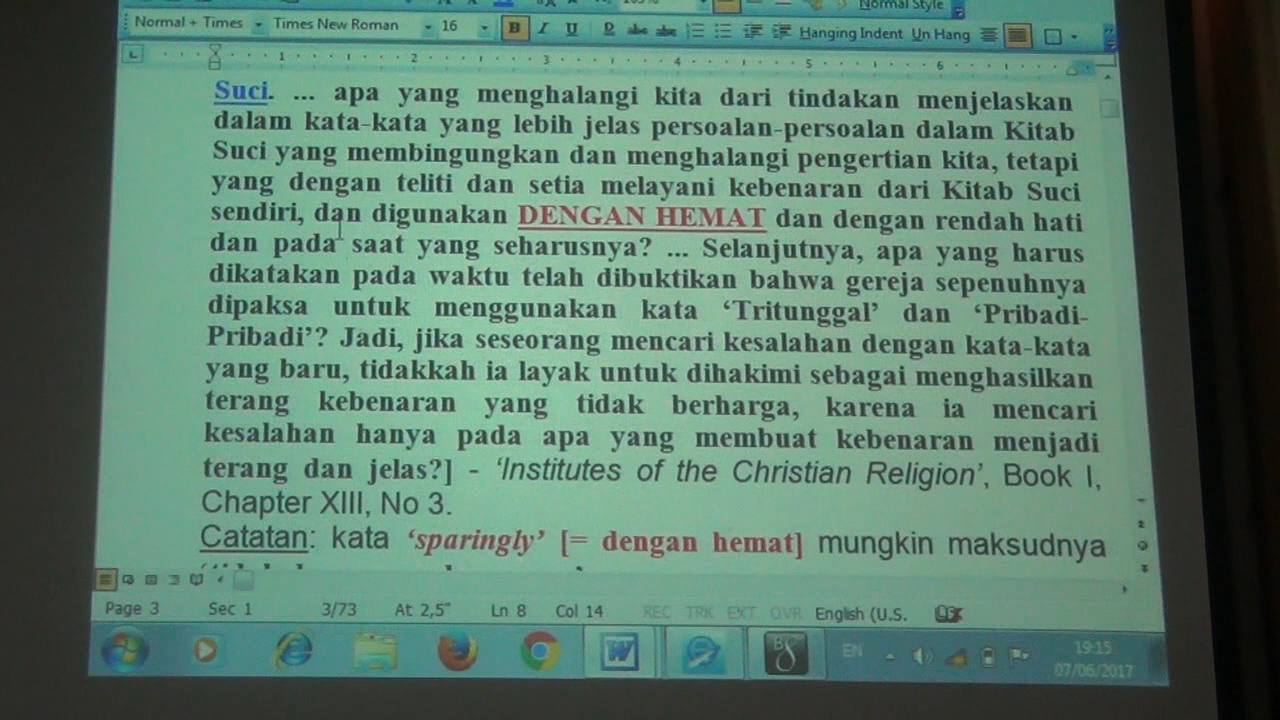 Normal Style
Normal + Times Times New Roman 16 B I U Hanging Indent Un Hang
1 2 3 4 5 6
Suci. ... apa yang menghalangi kita dari tindakan menjelaskan
dalam kata-kata yang lebih jelas persoalan-persoalan dalam Kitab
Suci yang membingungkan dan menghalangi pengertian kita, tetapi
yang dengan teliti dan setia melayani kebenaran dari Kitab Suci
sendiri, dan digunakan DENGAN HEMAT dan dengan rendah hati
dan pada saat yang seharusnya? ... Selanjutnya, apa yang harus
dikatakan pada waktu telah dibuktikan bahwa gereja sepenuhnya
dipaksa untuk menggunakan kata ‘Tritunggal’ dan ‘Pribadi-
Pribadi’? Jadi, jika seseorang mencari kesalahan dengan kata-kata
yang baru, tidakkah ia layak untuk dihakimi sebagai menghasilkan
terang kebenaran yang tidak berharga, karena ia mencari
kesalahan hanya pada apa yang membuat kebenaran menjadi
terang dan jelas?] - ‘Institutes of the Christian Religion’, Book I,
Chapter XIII, No 3.
Catatan: kata ‘sparingly’ [= dengan hemat] mungkin maksudnya
Page 3 Sec 1 3/73 At 2,5" Ln 8 Col 14 REC TRK EXT OVR English (U.S.
EN 19:15
07/06/2017